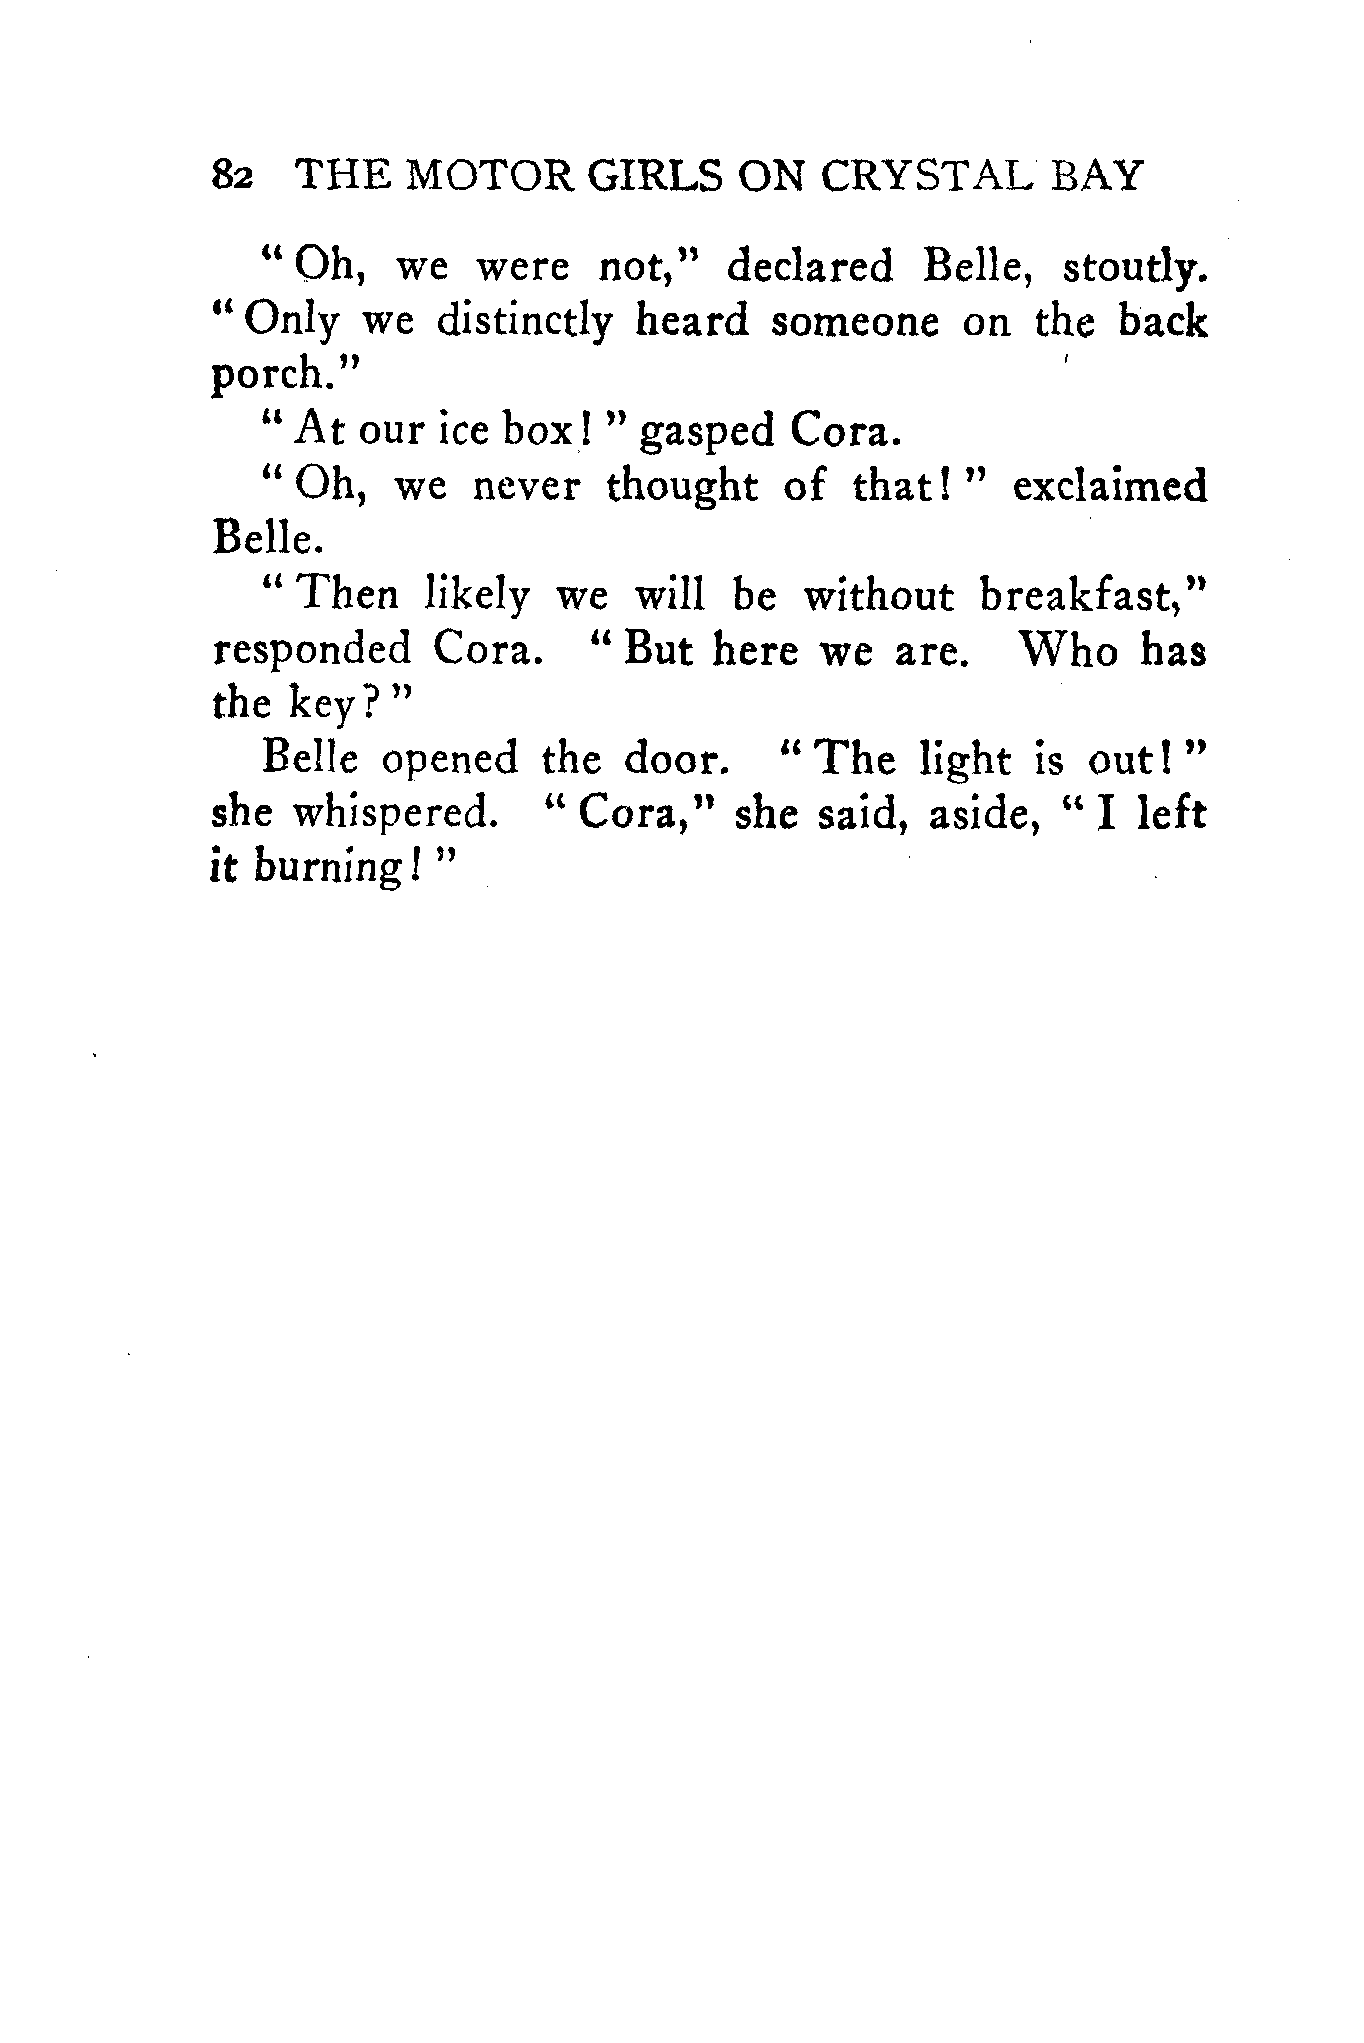 82 THE MOTOR GIRLS ON CRYSTAL BAY
“Oh, we were not,” declared Belle, stoutly.
“Only we distinctly heard someone on the back
porch.”
“At our ice box!” gasped Cora.
“Oh, we never thought of that!” exclaimed
Belle.
“Then likely we will be without breakfast,”
responded Cora. “But here we are. Who has
the key?”
Belle opened the door. “The light is out!”
she whispered. “Cora,” she said, aside, “I left
it burning!”